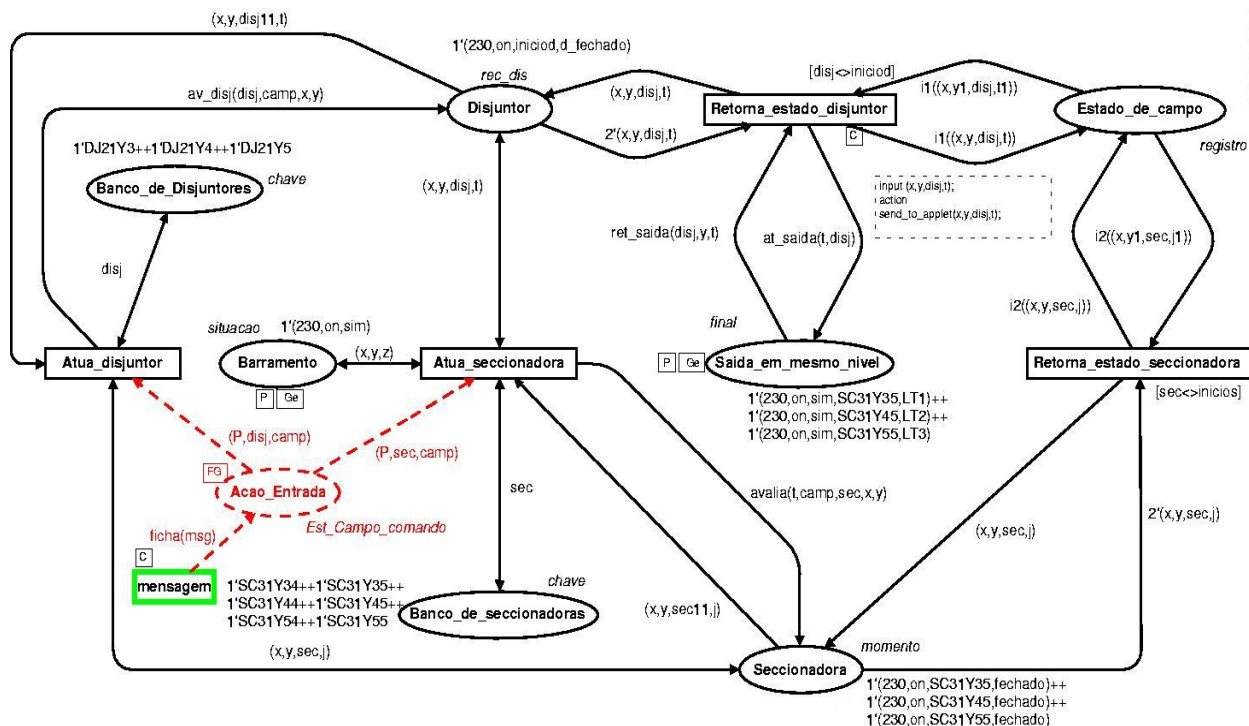 (x,y,disj11,t)
1'(230,on,iniciod,d_fechado)
rec_dis
Disjuntor
av_disj(disj,camp,x,y)
(x,y,disj,t)
2'(x,y,disj,t)
[disj<>iniciod]
Retorna_estado_disjuntor
C
i1((x,y1,disj,t1))
i1((x,y,disj,t))
Estado_de_campo
registro
1'DJ21Y3++1'DJ21Y4++1'DJ21Y5
chave
Banco_de_Disjuntores
(x,y,disj,t)
input (x,y,disj,t);
action
send_to_applet(x,y,disj,t);
ret_saida(disj,y,t)
at_saida(t,disj)
i2((x,y1,sec,j1))
disj
i2((x,y,sec,j))
situacao
1'(230,on,sim)
final
Atua_disjuntor
Barramento
(x,y,z)
Atua_seccionadora
P
Ge
Saida_em_mesmo_nivel
Retorna_estado_seccionadora
P
Ge
[sec<>inicios]
1'(230,on,sim,SC31Y35,LT1)++
1'(230,on,sim,SC31Y45,LT2)++
1'(230,on,sim,SC31Y55,LT3)
(P,disj,camp)
(P,sec,camp)
FG
Acao_Entrada
sec
avalia(t,camp,sec,x,y)
Est_Campo_comando
ficha(msg)
(x,y,sec,j)
2'(x,y,sec,j)
C
mensagem
1'SC31Y34++1'SC31Y35++
1'SC31Y44++1'SC31Y45++
1'SC31Y54++1'SC31Y55
chave
Banco_de_seccionadoras
(x,y,sec11,j)
(x,y,sec,j)
momento
Seccionadora
1'(230,on,SC31Y35,fechado)++
1'(230,on,SC31Y45,fechado)++
1'(230,on,SC31Y55,fechado)